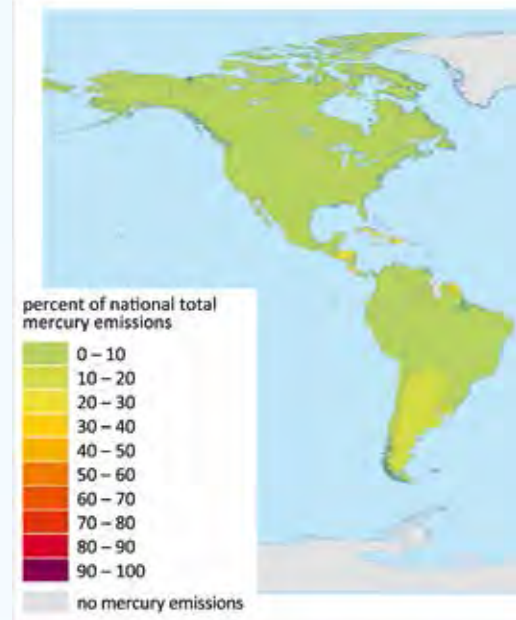 percent of national total
mercury emissions
0 – 10
10 – 20
20 – 30
30 – 40
40 – 50
50 – 60
60 – 70
70 – 80
80 – 90
90 – 100
no mercury emissions